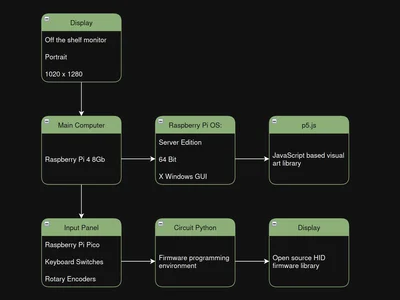 Display
Off the shelf monitor
Portrait
1020 x 1280
Main Computer
Raspberry Pi 4 8Gb
Raspberry Pi OS:
Server Edition
64 Bit
X Windows GUI
p5.js
JavaScript based visual
art library
Input Panel
Raspberry Pi Pico
Keyboard Switches
Rotary Encoders
Circuit Python
Firmware programming
environment
Display
Open source HID
firmware library